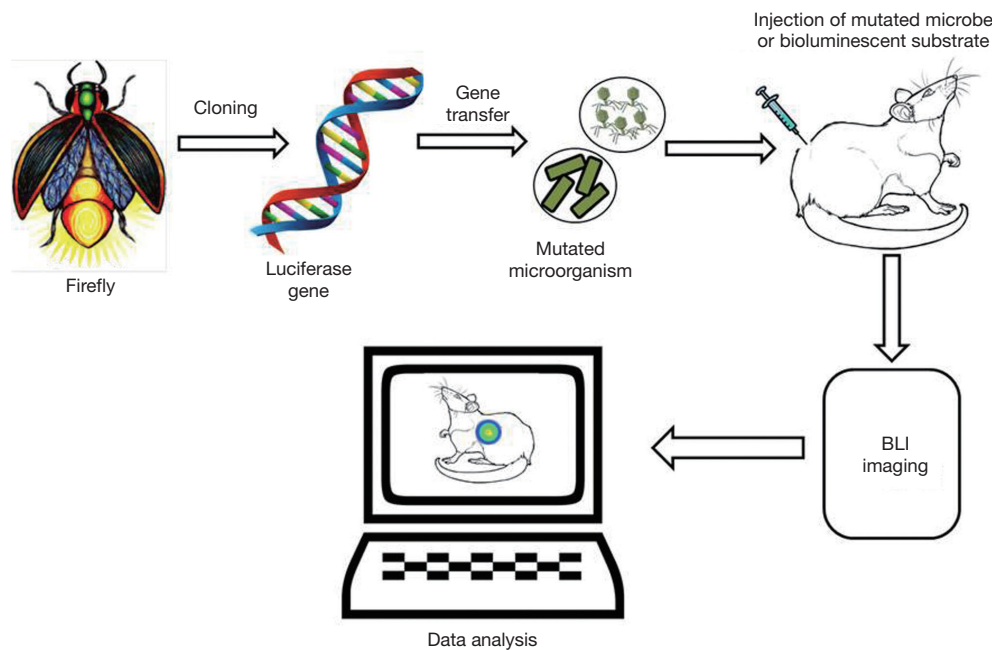 Injection of mutated microbe
or bioluminescent substrate
Cloning
Gene
transfer
Firefly
Luciferase
gene
Mutated
microorganism
BLI
imaging
Data analysis